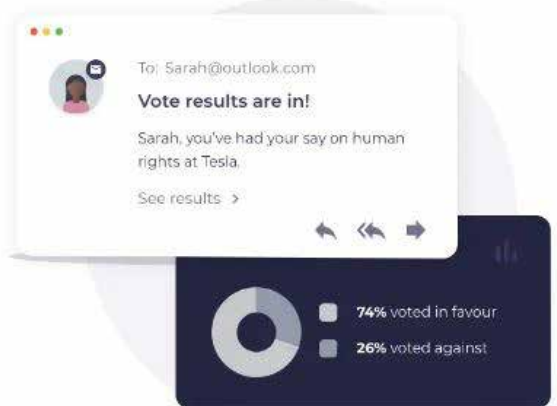 To: Sarah@outlook.com
Vote results are in!
Sarah, you've had your say on human
rights at Tesla.
See results >
74% voted in favour
26% voted against